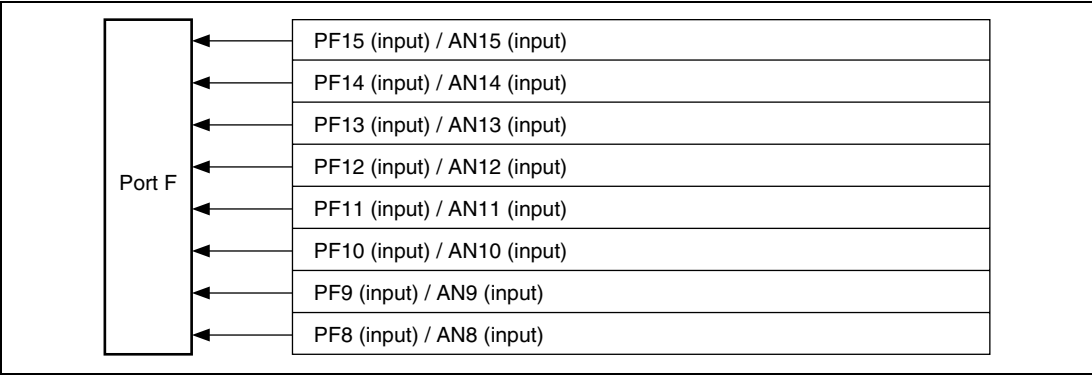 PF15 (input) / AN15 (input)
PF14 (input) / AN14 (input)
PF13 (input) / AN13 (input)
PF12 (input) / AN12 (input)
Port F
PF11 (input) / AN11 (input)
PF10 (input) / AN10 (input)
PF9 (input) / AN9 (input)
PF8 (input) / AN8 (input)